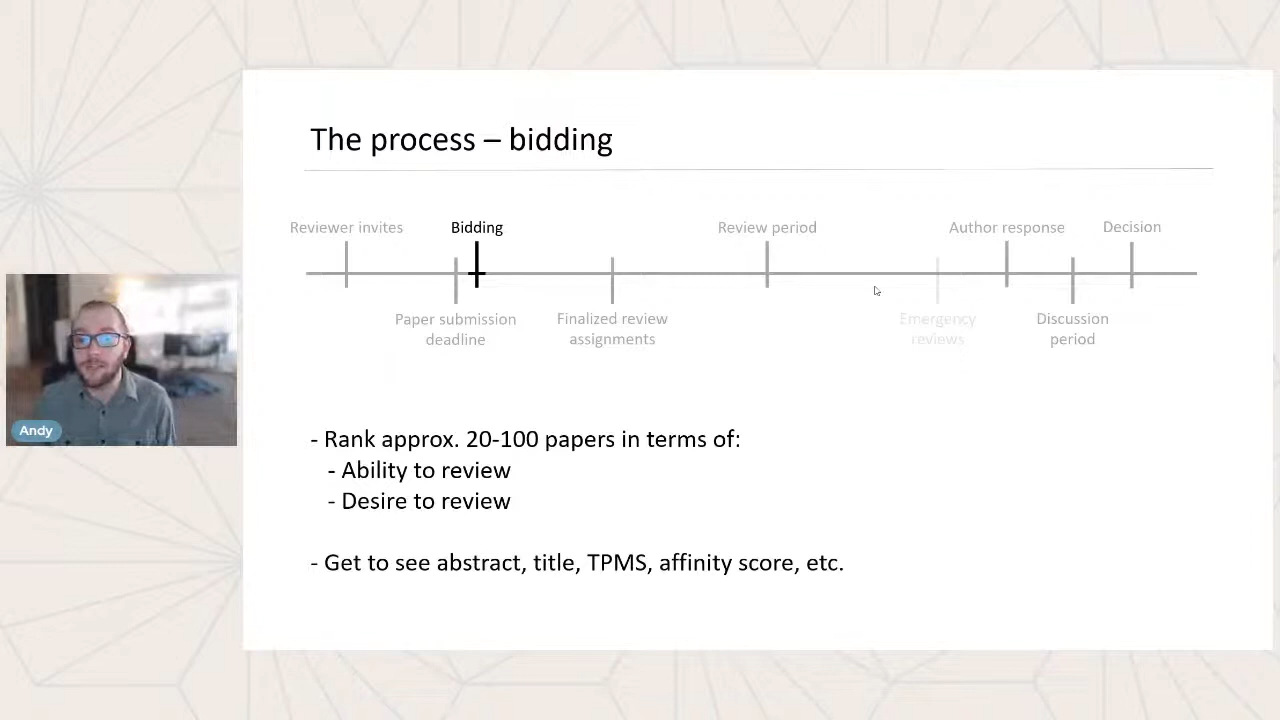 The process – bidding
Reviewer invites
Bidding
Review period
Author response
Decision
Paper submission
deadline
Finalized review
assignments
Emergency
reviews
Discussion
period
- Rank approx. 20-100 papers in terms of:
- Ability to review
- Desire to review
- Get to see abstract, title, TPMS, affinity score, etc.
Andy